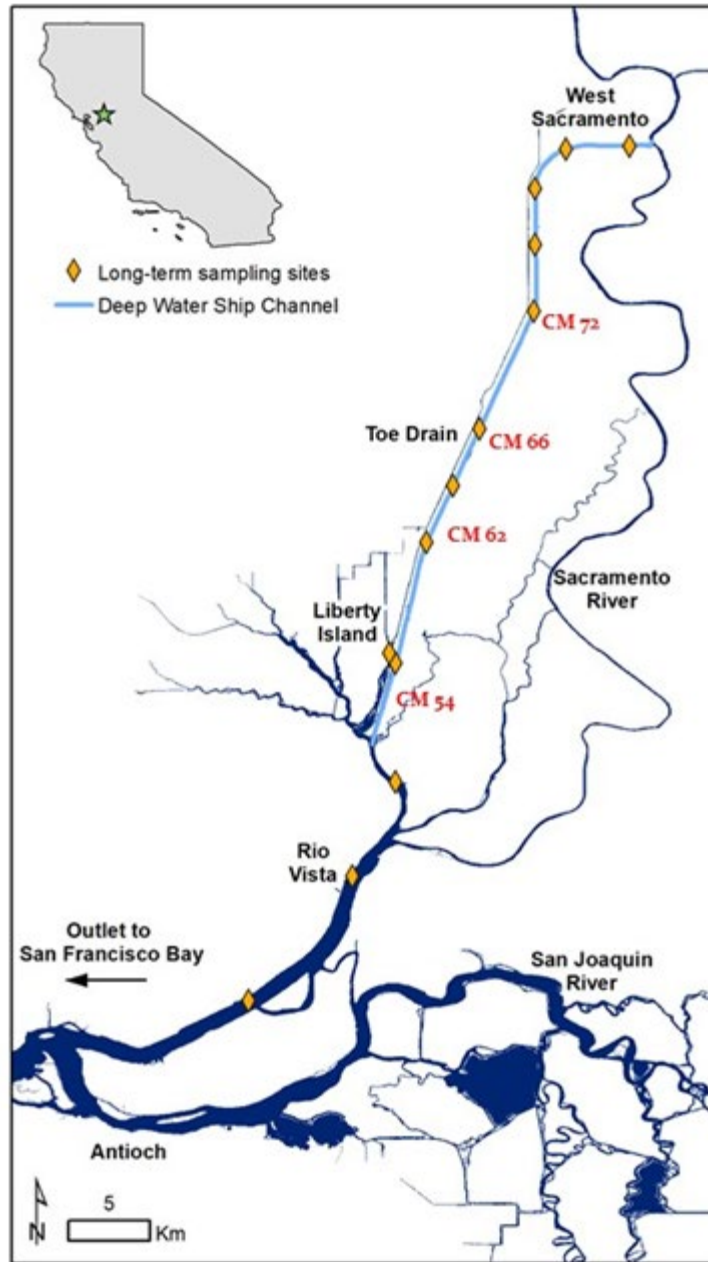 West
Sacramento
Long-term sampling sites
Deep Water Ship Channel
CM 72
Toe Drain
CM 66
CM 62
Sacramento
River
Liberty
Island
CM 54
Rio
Vista
Outlet to
San Francisco Bay
San Joaquin
River
Antioch
5
Km
N